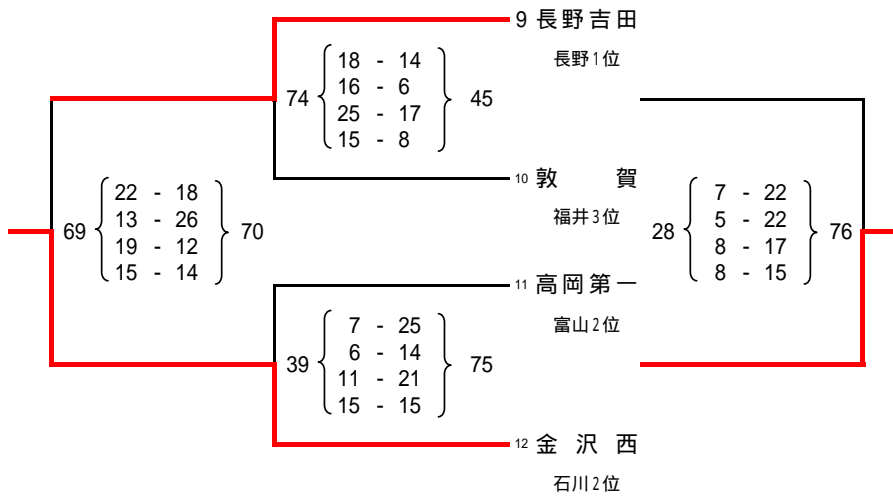 9 長野吉田
長野1位
74 45
18 - 14
16 - 6
25 - 17
15 - 8
10 敦賀
福井3位
69 70
22 - 18
13 - 26
19 - 12
15 - 14
28 76
7 - 22
5 - 22
8 - 17
8 - 15
11 高岡第一
富山2位
39 75
7 - 25
6 - 14
11 - 21
15 - 15
12 金沢西
石川2位